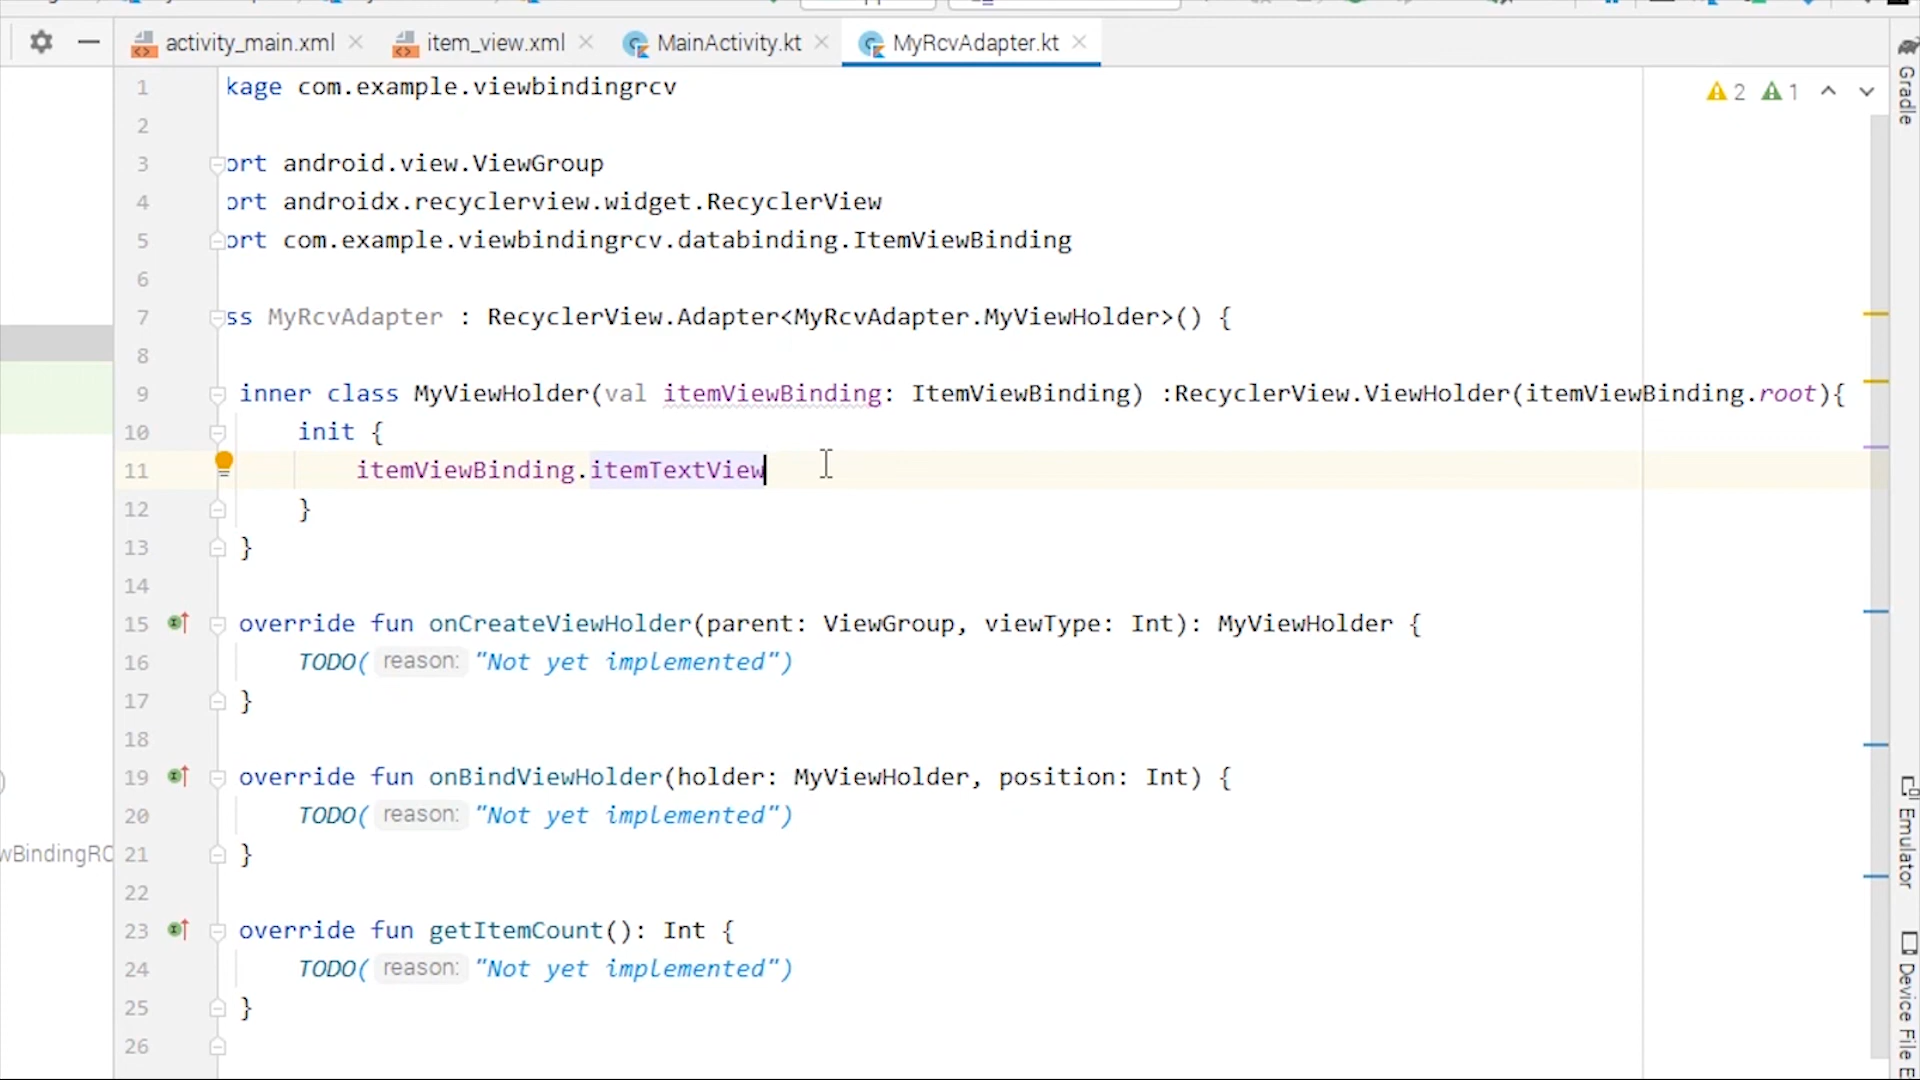 activity_main.xml item_view.xml MainActivity.kt MyRcvAdapter.kt
1 kage com.example.viewbindingrcv 2 1
2
3 ort android.view.ViewGroup
4 ort androidx.recyclerview.widget.RecyclerView
5 ort com.example.viewbindingrcv.databinding.ItemViewBinding
6
7 ss MyRcvAdapter : RecyclerView.Adapter<MyRcvAdapter.MyViewHolder>() {
8
9 inner class MyViewHolder(val itemViewBinding: ItemViewBinding) :RecyclerView.ViewHolder(itemViewBinding.root){
10 init {
11 itemViewBinding.itemTextView
12 }
13 }
14
15 override fun onCreateViewHolder(parent: ViewGroup, viewType: Int): MyViewHolder {
16 TODO( reason: "Not yet implemented")
17 }
18
19 override fun onBindViewHolder(holder: MyViewHolder, position: Int) {
20 TODO( reason: "Not yet implemented")
)
21 }
wBindingRC
22
23 override fun getItemCount(): Int {
24 TODO( reason: "Not yet implemented")
25 }
26
Gradle
Emulator
Device File E